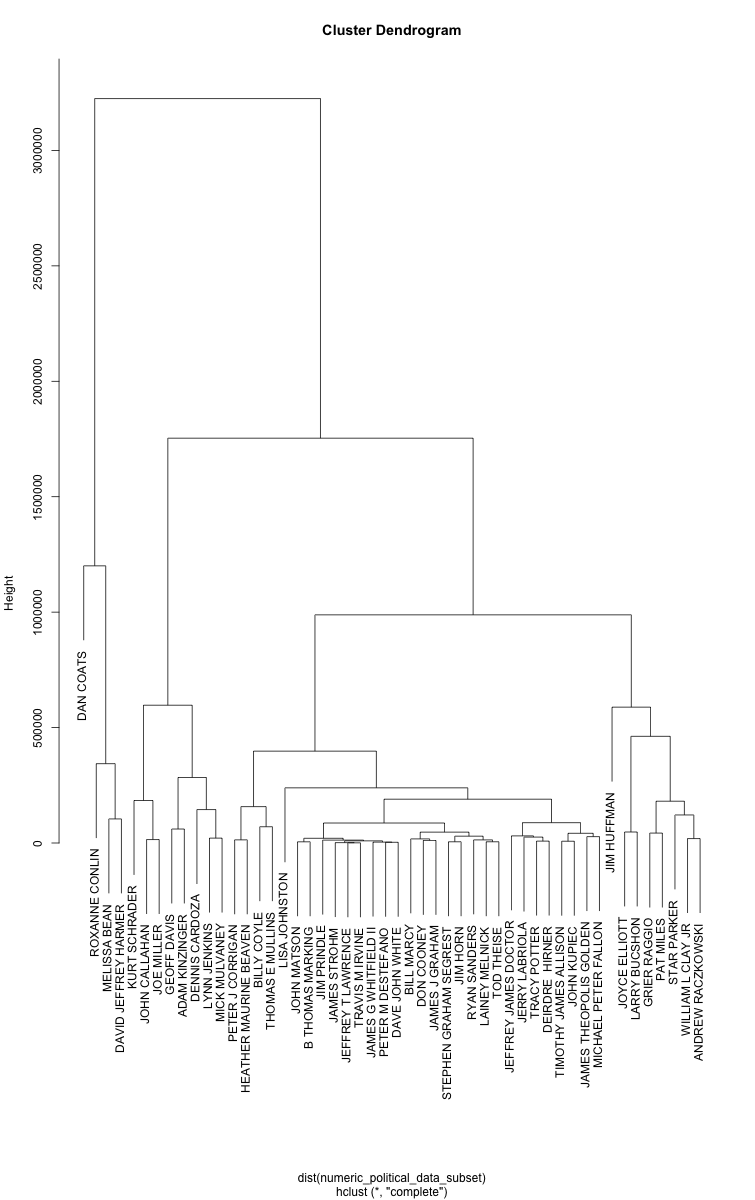 Cluster Dendrogram
Height
0
500000
1000000
1500000
2000000
2500000
3000000
DAN COATS
ROXANNE CONLIN
MELISSA BEAN
DAVID JEFFREY HARMER
KURT SCHRADER
JOHN CALLAHAN
JOE MILLER
GEOFF DAVIS
ADAM KINZINGER
DENNIS CARDOZA
LYNN JENKINS
MICK MULVANEY
PETER J CORRIGAN
HEATHER MAURINE BEAVEN
BILLY COYLE
THOMAS E MULLINS
LISA JOHNSTON
JOHN MATSON
B THOMAS MARKING
JIM PRINDLE
JAMES STROHM
JEFFREY T LAWRENCE
TRAVIS M IRVINE
JAMES G WHITFIELD II
PETER M DESTEFANO
DAVE JOHN WHITE
BILL MARCY
DON COONEY
JAMES J GRAHAM
STEPHEN GRAHAM SEGREST
JIM HORN
RYAN SANDERS
LAINEY MELNICK
TOD THEISE
JEFFREY JAMES DOCTOR
JERRY LABRIOLA
TRACY POTTER
DEIRDRE HIRNER
TIMOTHY JAMES ALLISON
JOHN KUPIEC
JAMES THEOPOLIS GOLDEN
MICHAEL PETER FALLON
JIM HUFFMAN
JOYCE ELLIOTT
LARRY BUCSHON
GRIER RAGGIO
PAT MILES
STAR PARKER
WILLIAM L CLAY JR
ANDREW RACZKOWSKI
dist(numeric_political_data_subset)
hclust (*, "complete")